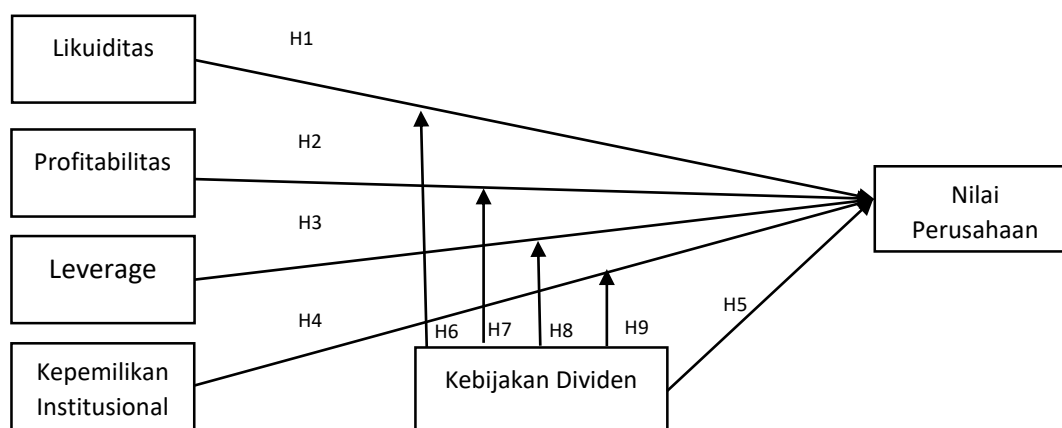 Likuiditas
H1
Profitabilitas
H2
Nilai
Perusahaan
H3
Leverage
H4
H5
H6
H7
H8
H9
Kepemilikan
Institusional
Kebijakan Dividen